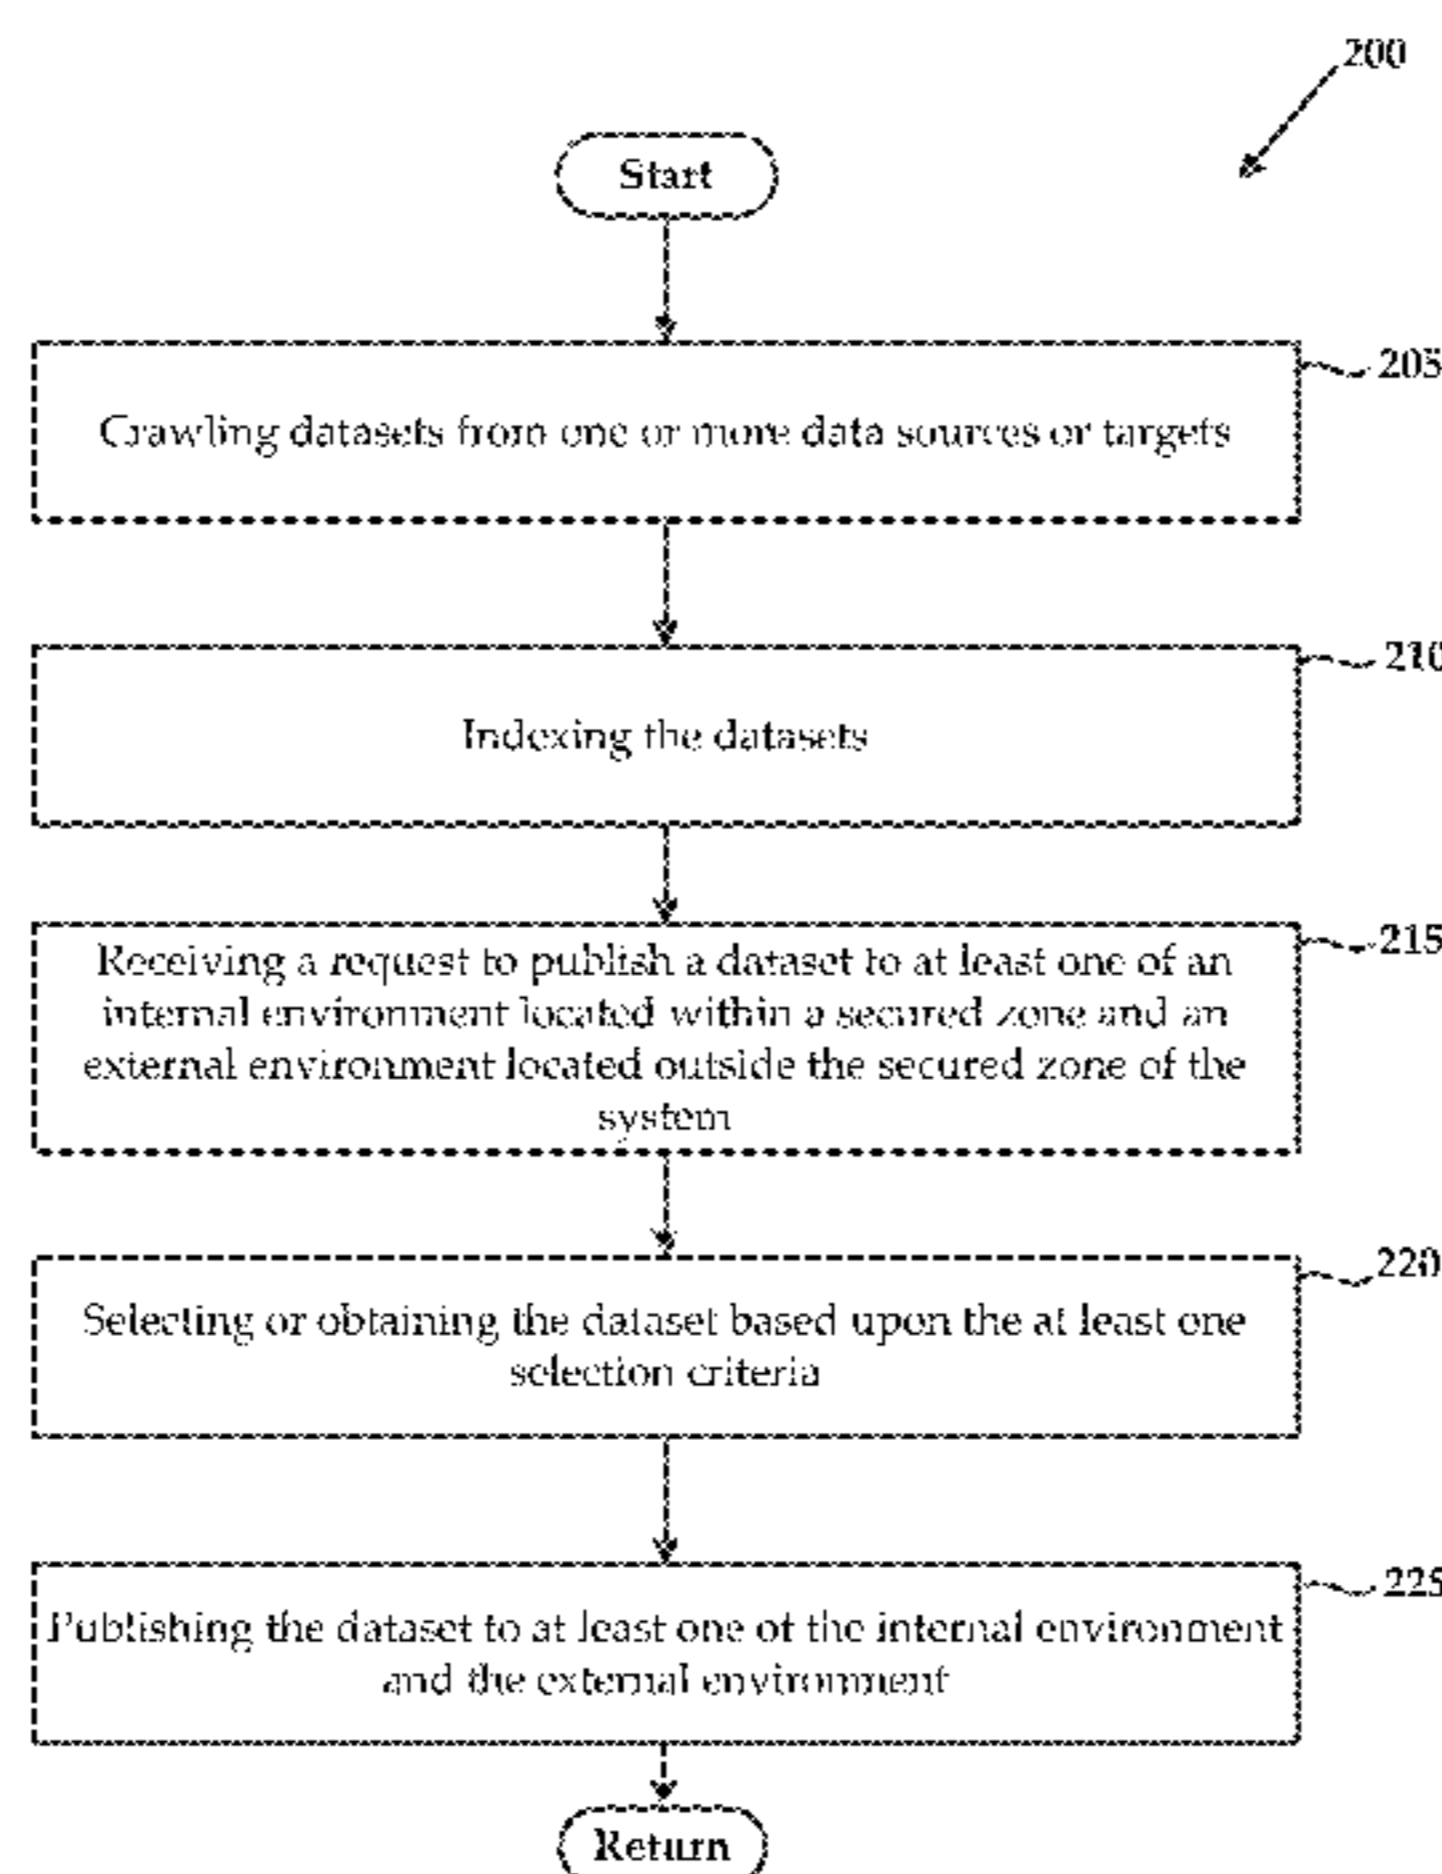 200
Start
205
Crawling datasets from one or more data sources or targets
210
Indexing the datasets
215
Receiving a request to publish a dataset to at least one of an
internal environment located within a secured zone and an
external environment located outside the secured zone of the
system
220
Selecting or obtaining the dataset based upon the at least one
selection criteria
225
Publishing the dataset to at least one of the internal environment
and the external environment
Return